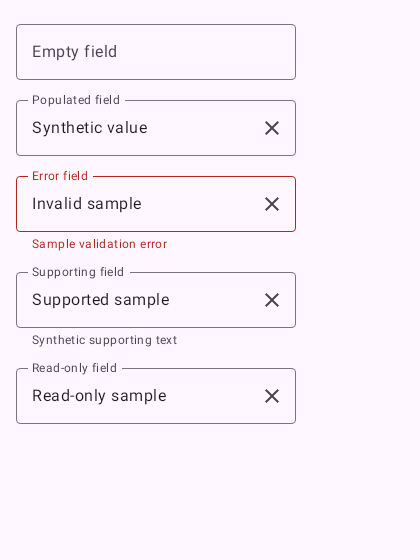 Empty field
Populated field
Synthetic value
Error field
Invalid sample
Sample validation error
Supporting field
Supported sample
Synthetic supporting text
Read-only field
Read-only sample